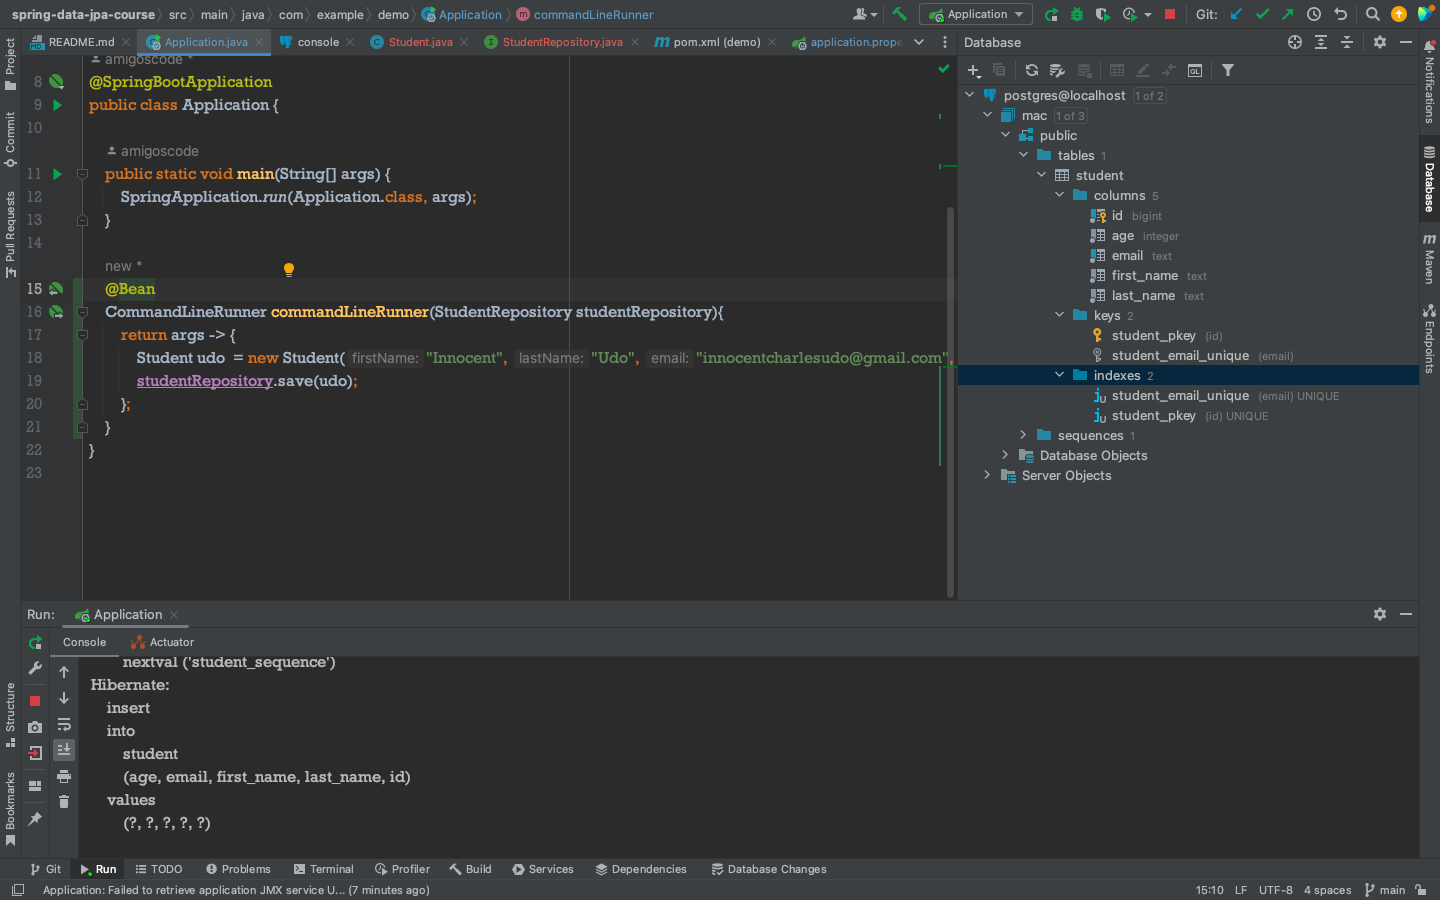 spring-data-jpa-course src main java com example demo Application commandLineRunner
Application Git:
README.md Application.java console Student.java StudentRepository.java pom.xml (demo) application.prope
Database
Project
Commit
Pull Requests
Structure
Bookmarks
amigoscode *
8 @SpringBootApplication
9 public class Application {
10
amigoscode
11 public static void main(String[] args) {
12 SpringApplication.run(Application.class, args);
13 }
14
new *
15 @Bean
16 CommandLineRunner commandLineRunner(StudentRepository studentRepository){
17 return args -> {
18 Student udo = new Student( firstName: "Innocent", lastName: "Udo", email: "innocentcharlesudo@gmail.com",
19 studentRepository.save(udo);
20 };
21 }
22 }
23
postgres@localhost 1 of 2
mac 1 of 3
public
tables 1
student
columns 5
id bigint
age integer
email text
first_name text
last_name text
keys 2
student_pkey (id)
student_email_unique (email)
indexes 2
student_email_unique (email) UNIQUE
student_pkey (id) UNIQUE
sequences 1
Database Objects
Server Objects
Notifications
Database
Maven
Endpoints
Run: Application
Console Actuator
nextval ('student_sequence')
Hibernate:
insert
into
student
(age, email, first_name, last_name, id)
values
(?, ?, ?, ?, ?)
Git Run TODO Problems Terminal Profiler Build Services Dependencies Database Changes
Application: Failed to retrieve application JMX service U... (7 minutes ago) 15:10 LF UTF-8 4 spaces main